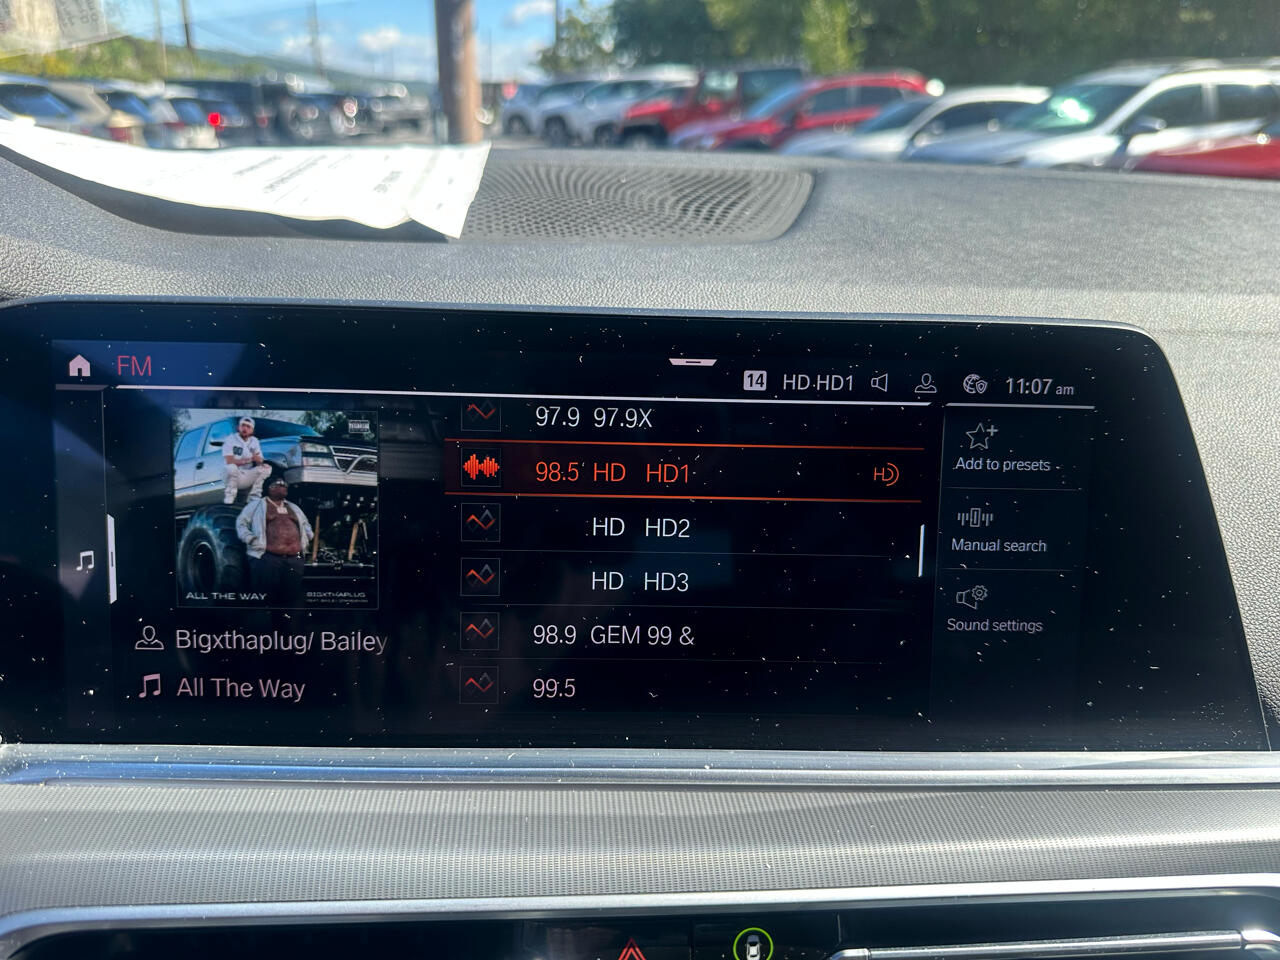 FM
14 HD HD1 11:07 am
ALL THE WAY
BIGXTHAPLUG
Bigxthaplug/ Bailey
All The Way
97.9 97.9X
98.5 HD HD1
HD HD2
HD HD3
98.9 GEM 99 &
99.5
Add to presets
Manual search
Sound settings